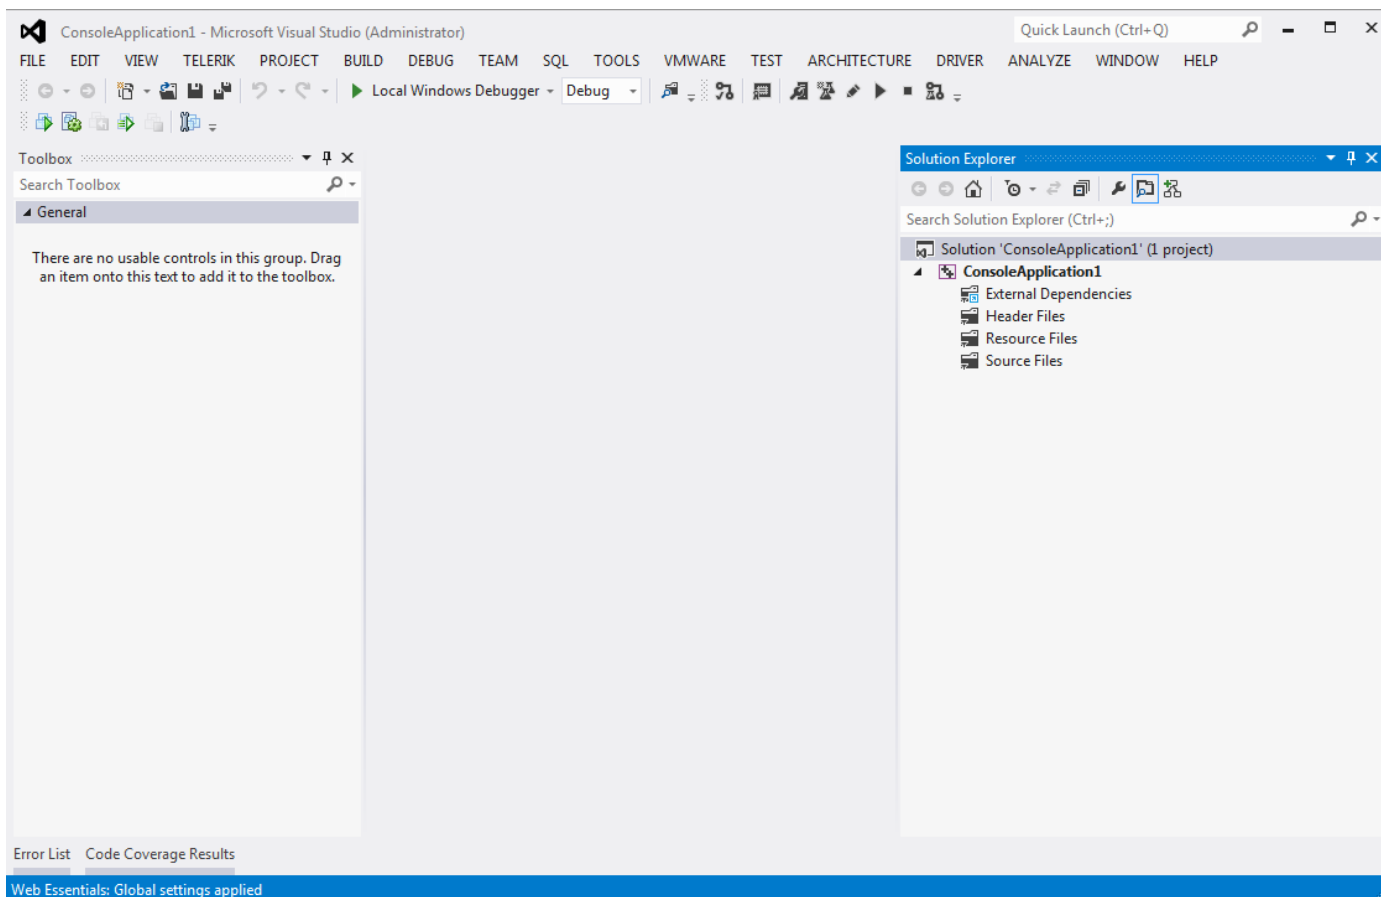 ConsoleApplication1 - Microsoft Visual Studio (Administrator)
Quick Launch (Ctrl+Q)
FILE EDIT VIEW TELERIK PROJECT BUILD DEBUG TEAM SQL TOOLS VMWARE TEST ARCHITECTURE DRIVER ANALYZE WINDOW HELP
Local Windows Debugger Debug
Toolbox
Search Toolbox
General
There are no usable controls in this group. Drag
an item onto this text to add it to the toolbox.
Solution Explorer
Search Solution Explorer (Ctrl+;)
Solution 'ConsoleApplication1' (1 project)
ConsoleApplication1
External Dependencies
Header Files
Resource Files
Source Files
Error List Code Coverage Results
Web Essentials: Global settings applied